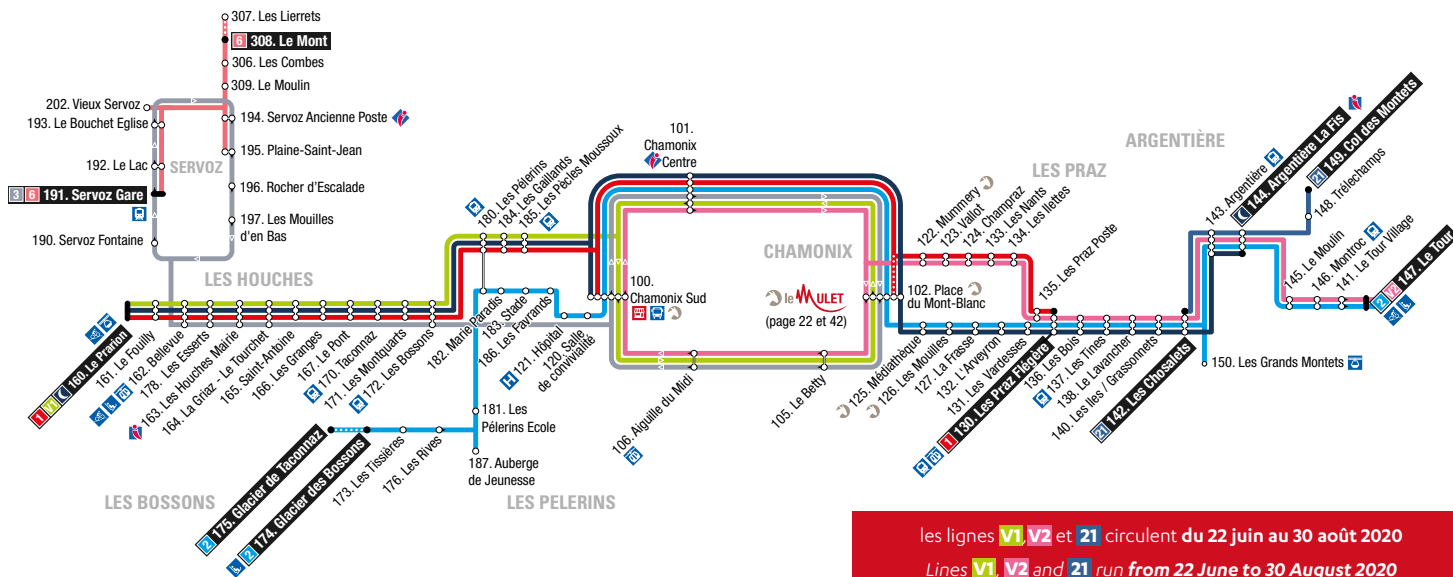 307. Les Lierrets
6 308. Le Mont
306. Les Combes
309. Le Moulin
202. Vieux Servoz
193. Le Bouchet Eglise
194. Servoz Ancienne Poste
195. Plaine-Saint-Jean
192. Le Lac
SERVOZ
3 6 191. Servoz Gare
196. Rocher d'Escalade
197. Les Mouilles
d'en Bas
190. Servoz Fontaine
LES HOUCHES
1 V1 160. Le Prarion
161. Le Fouilly
162. Bellevue
178. Les Esserts
163. Les Houches Mairie
164. La Griaz - Le Tourchet
165. Saint-Antoine
166. Les Granges
167. Le Pont
170. Taconnaz
171. Les Montquarts
172. Les Bossons
180. Les Pélerins
184. Les Gaillands
185. Les Pècles Moussoux
182. Marie Paradis
183. Stade
186. Les Favrands
H 121. Hôpital
120. Salle
de convivialité
181. Les
Pélerins Ecole
187. Auberge
de Jeunesse
176. Les Rives
173. Les Tissières
2 174. Glacier des Bossons
2 175. Glacier de Taconnaz
LES BOSSONS
LES PELERINS
100.
Chamonix Sud
101.
Chamonix
Centre
CHAMONIX
le MULET
(page 22 et 42)
106. Aiguille du Midi
105. Le Betty
102. Place
du Mont-Blanc
122. Mummery
123. Vallot
124. Champraz
133. Les Nants
134. Les Ilettes
LES PRAZ
135. Les Praz Poste
125. Médiathèque
126. Les Mouilles
127. La Frasse
132. L'Arveyron
131. Les Vardesses
1 130. Les Praz Flégère
136. Les Bois
137. Les Tines
138. Le Lavancher
140. Les Iles / Grassonnets
21 142. Les Chosalets
ARGENTIÈRE
143. Argentière
144. Argentière La Fis
21 149. Col des Montets
148. Trélechamps
145. Le Moulin
146. Montroc
141. Le Tour Village
2 V2 147. Le Tour
150. Les Grands Montets
les lignes V1, V2 et 21 circulent du 22 juin au 30 août 2020
Lines V1, V2 and 21 run from 22 June to 30 August 2020